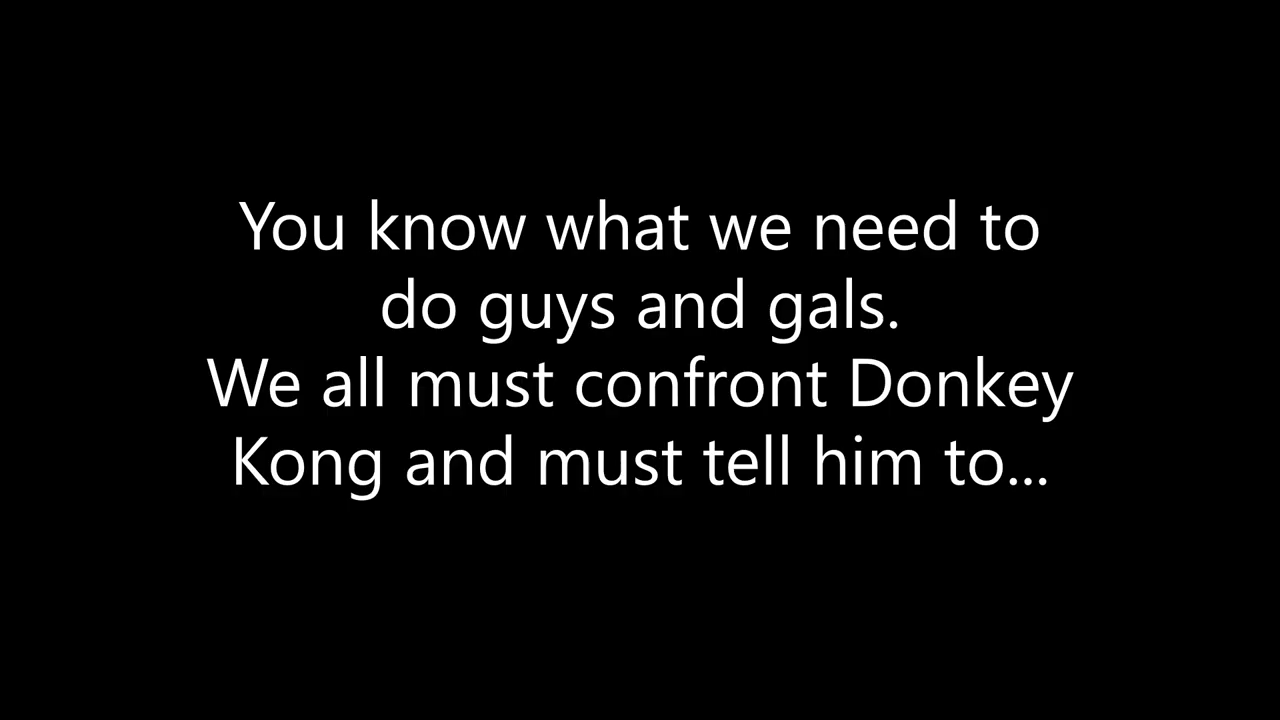 You know what we need to
do guys and gals.
We all must confront Donkey
Kong and must tell him to...